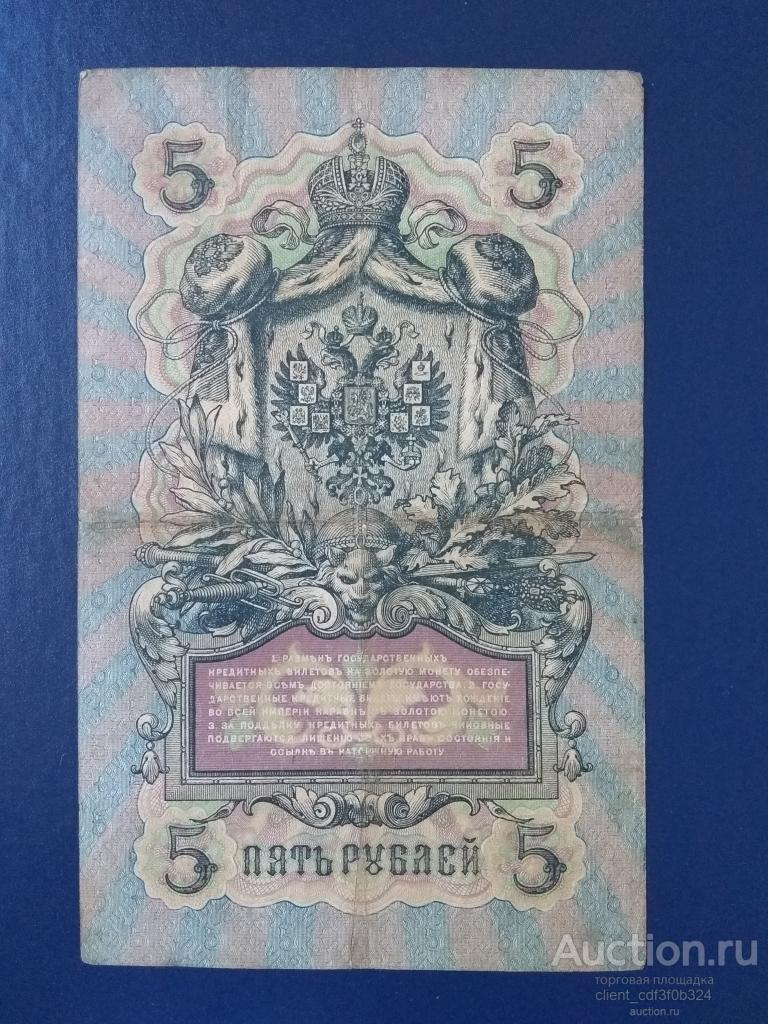 5 5
1. РАЗМѢНЪ ГОСУДАРСТВЕННЫХЪ
КРЕДИТНЫХЪ БИЛЕТОВЪ НА ЗОЛОТУЮ МОНЕТУ ОБЕЗПЕ-
ЧИВАЕТСЯ ВСѢМЪ ДОСТОЯНІЕМЪ ГОСУДАРСТВА. 2. ГОСУ-
ДАРСТВЕННЫЕ КРЕДИТНЫЕ БИЛЕТЫ ИМѢЮТЪ ХОЖДЕНІЕ
ВО ВСЕЙ ИМПЕРІИ НАРАВНѢ СЪ ЗОЛОТОЮ МОНЕТОЮ.
3. ЗА ПОДДѢЛКУ КРЕДИТНЫХЪ БИЛЕТОВЪ ВИНОВНЫЕ
ПОДВЕРГАЮТСЯ ЛИШЕНІЮ ВСѢХЪ ПРАВЪ СОСТОЯНІЯ И
ССЫЛКѢ ВЪ КАТОРЖНУЮ РАБОТУ
5 ПЯТЬ РУБЛЕЙ 5
Auction.ru
торговая площадка
client_cdf3f0b324
auction.ru